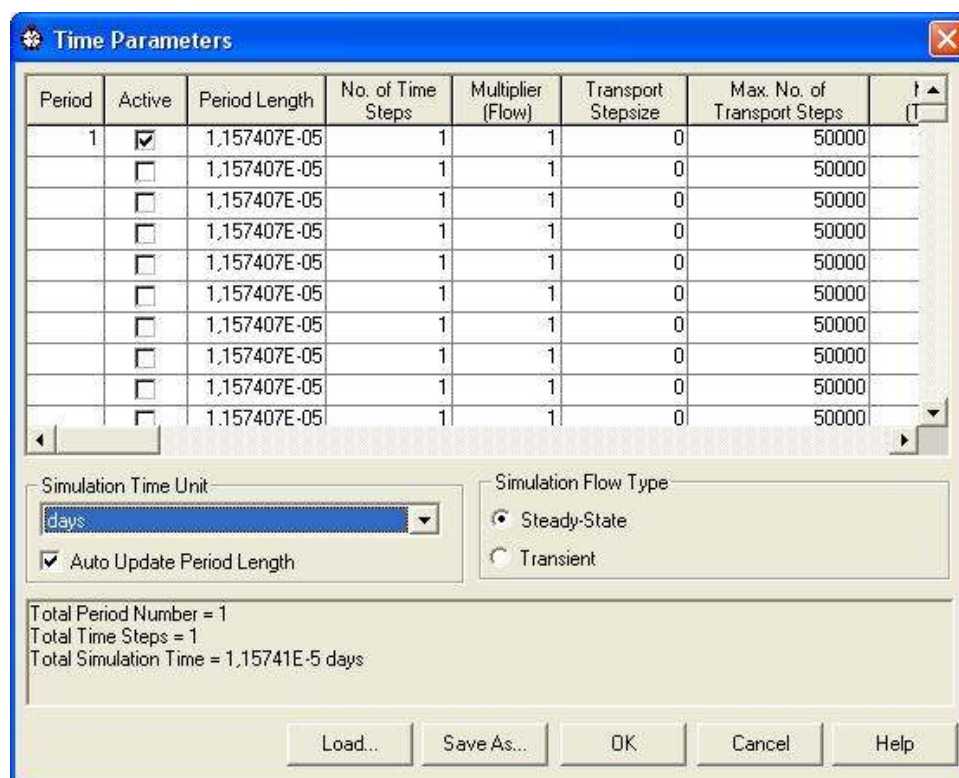 Time Parameters
Period Active Period Length No. of Time Steps Multiplier (Flow) Transport Stepsize Max. No. of Transport Steps
1 1,157407E-05 1 1 0 50000
1,157407E-05 1 1 0 50000
1,157407E-05 1 1 0 50000
1,157407E-05 1 1 0 50000
1,157407E-05 1 1 0 50000
1,157407E-05 1 1 0 50000
1,157407E-05 1 1 0 50000
1,157407E-05 1 1 0 50000
1,157407E-05 1 1 0 50000
1,157407E-05 1 1 0 50000
Simulation Time Unit
days
Auto Update Period Length
Simulation Flow Type
Steady-State
Transient
Total Period Number = 1
Total Time Steps = 1
Total Simulation Time = 1,15741E-5 days
Load... Save As... OK Cancel Help